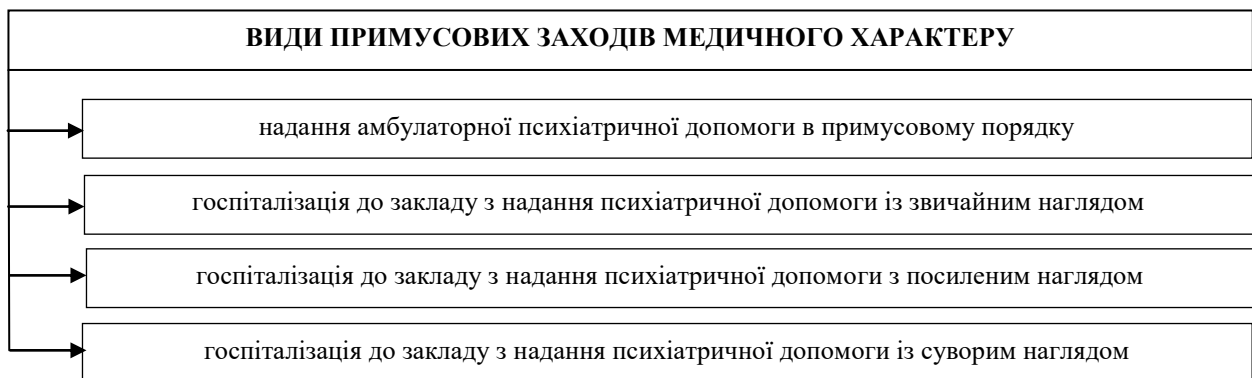 ВИДИ ПРИМУСОВИХ ЗАХОДІВ МЕДИЧНОГО ХАРАКТЕРУ
надання амбулаторної психіатричної допомоги в примусовому порядку
госпіталізація до закладу з надання психіатричної допомоги із звичайним наглядом
госпіталізація до закладу з надання психіатричної допомоги з посиленим наглядом
госпіталізація до закладу з надання психіатричної допомоги із суворим наглядом